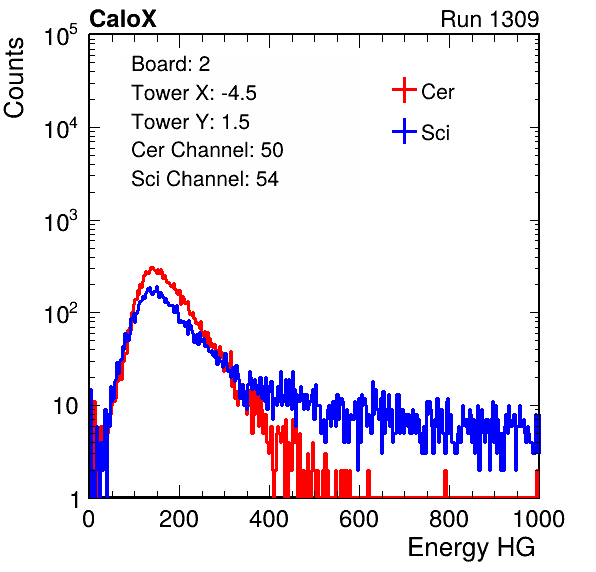 CaloX Run 1309
Counts
10^5
10^4
10^3
10^2
10
1
Board: 2
Tower X: -4.5
Tower Y: 1.5
Cer Channel: 50
Sci Channel: 54
Cer
Sci
0 200 400 600 800 1000
Energy HG